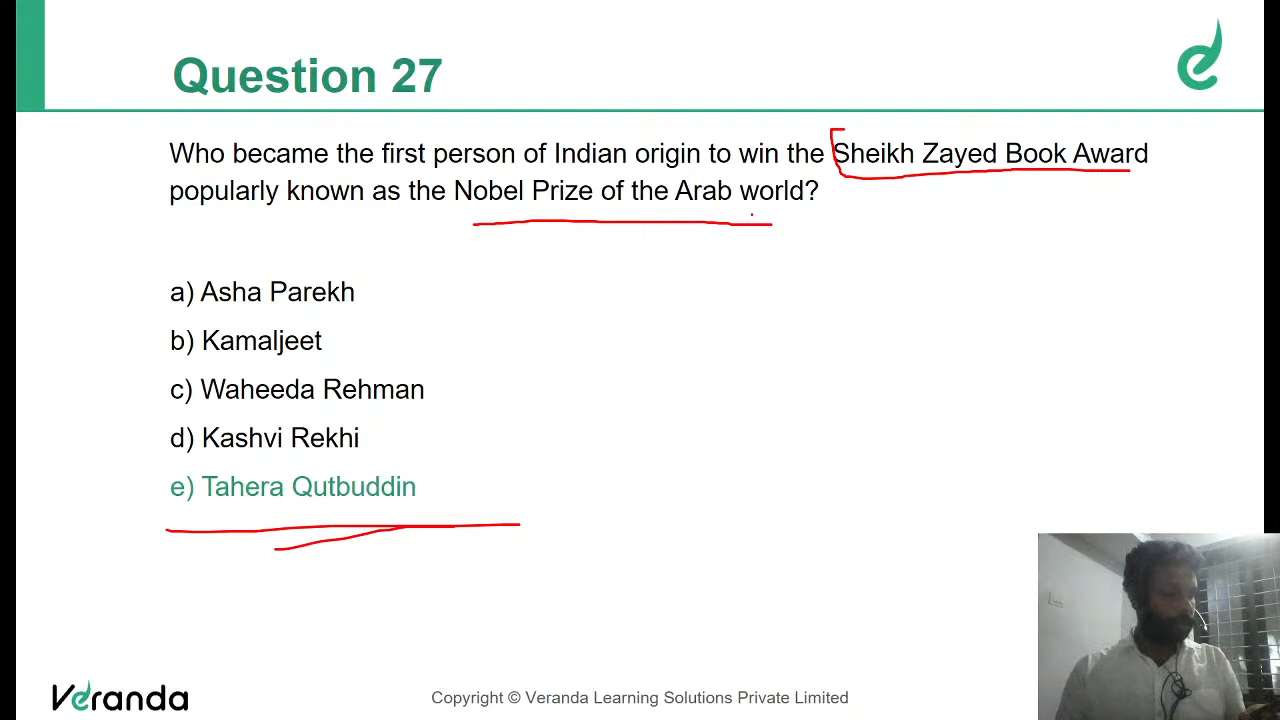 Question 27
Who became the first person of Indian origin to win the Sheikh Zayed Book Award
popularly known as the Nobel Prize of the Arab world?
a) Asha Parekh
b) Kamaljeet
c) Waheeda Rehman
d) Kashvi Rekhi
e) Tahera Qutbuddin
Veranda
Copyright © Veranda Learning Solutions Private Limited